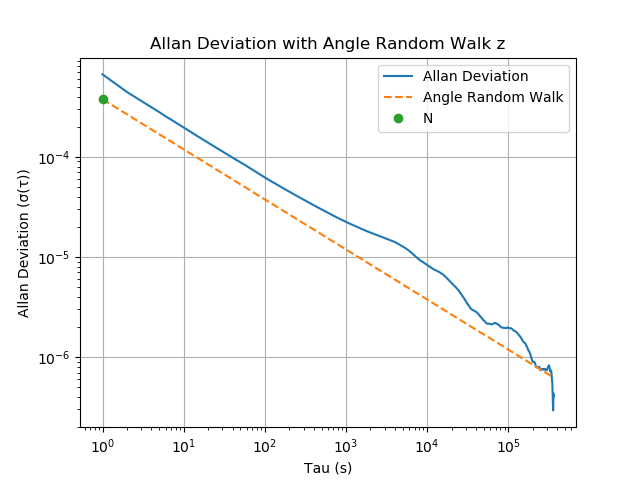 Allan Deviation with Angle Random Walk z
Allan Deviation
Angle Random Walk
N
Allan Deviation (σ(τ))
10⁻⁴
10⁻⁵
10⁻⁶
10⁰ 10¹ 10² 10³ 10⁴ 10⁵
Tau (s)